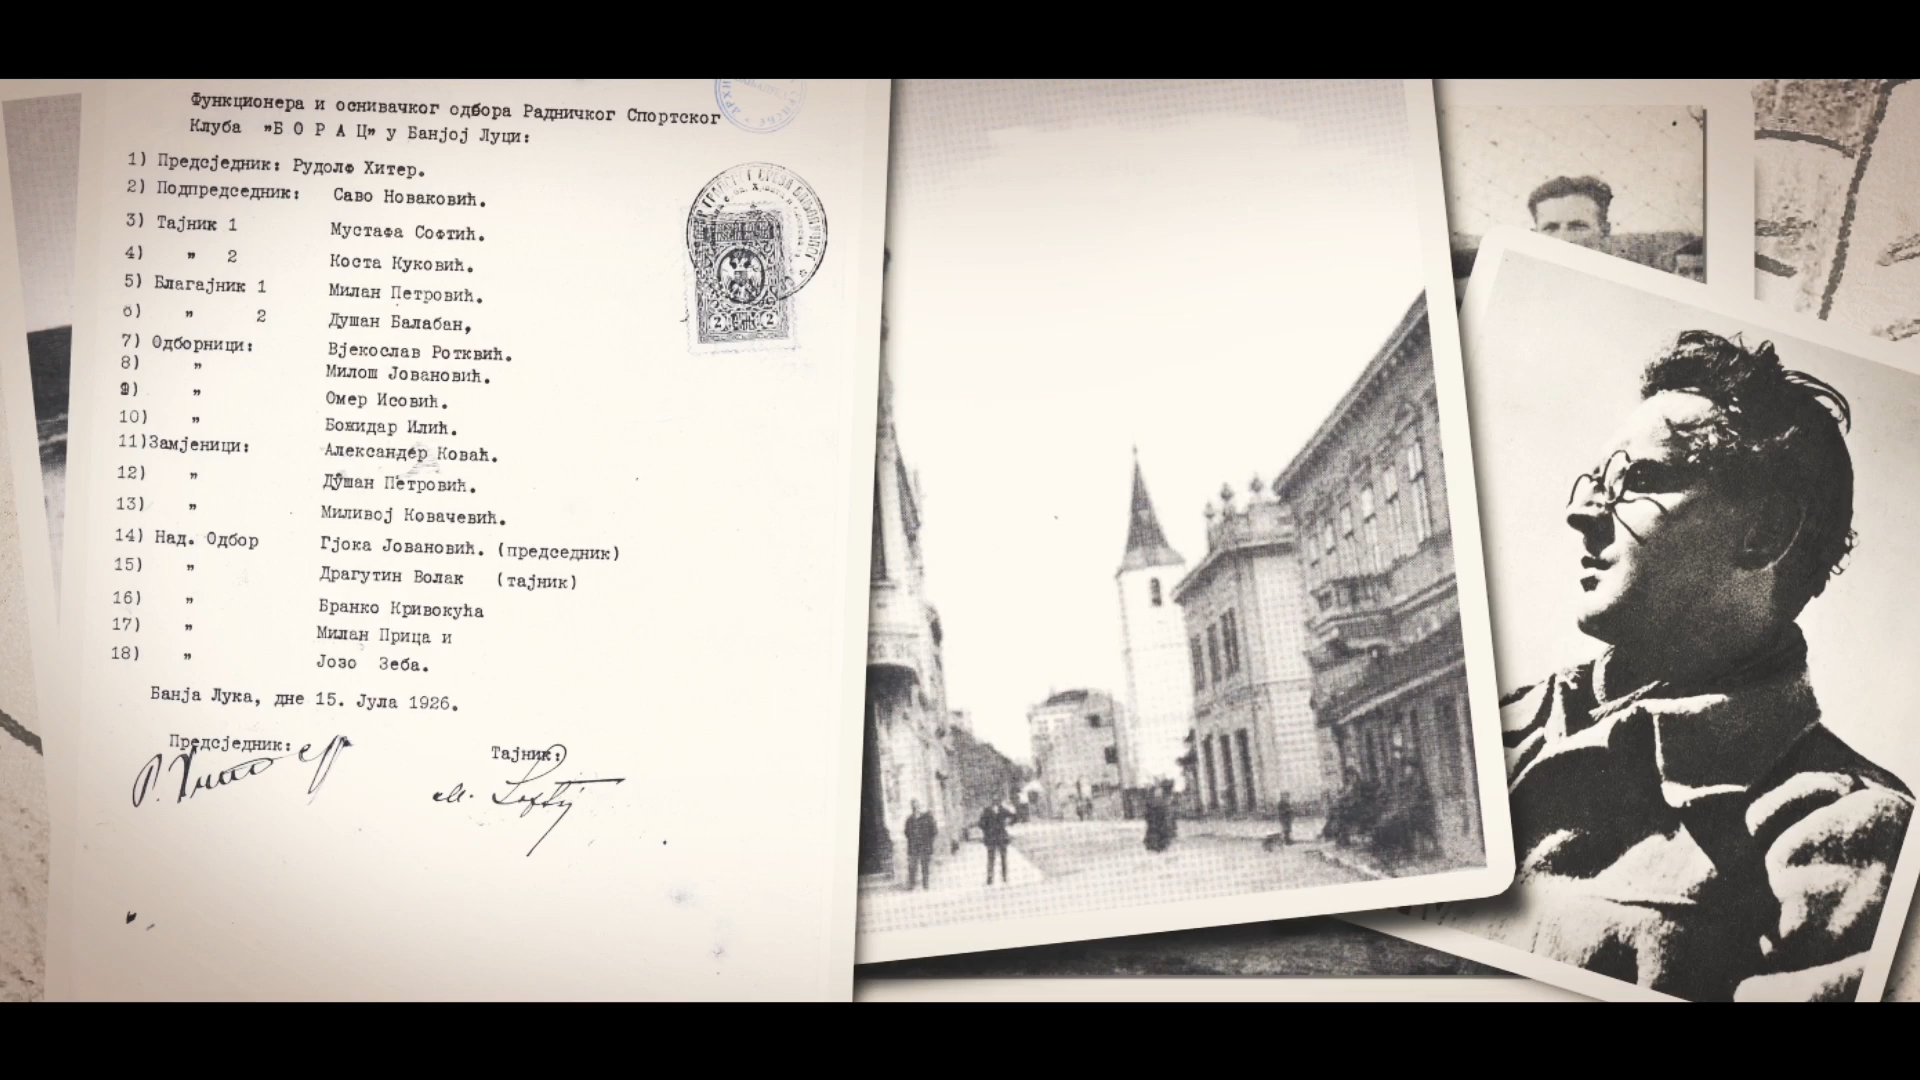 Функционера и оснивачког одбора Радничког Спортског
Клуба „Б О Р А Ц” у Банјој Луци:
1) Предсједник: Рудолф Хитер.
2) Подпредседник: Саво Новаковић.
3) Тајник 1 Мустафа Софтић.
4) „ 2 Коста Куковић.
5) Благајник 1 Милан Петровић.
6) „ 2 Душан Балабан,
7) Одборници: Вјекослав Роткვић.
8) „ Милош Јовановић.
9) „ Омер Исовић.
10) „ Божидар Илић.
11)Замјеници: Александер Коваћ.
12) „ Душан Петровић.
13) „ Миливој Ковачевић.
14) Над. Одбор Гјока Јовановић. (председник)
15) „ Драгутин Волак (тајник)
16) „ Бранко Кривокућа
17) „ Милан Прица и
18) „ Јозо Зеба.
Банја Лука, дне 15. Јула 1926.
Предсједник: Тајник: